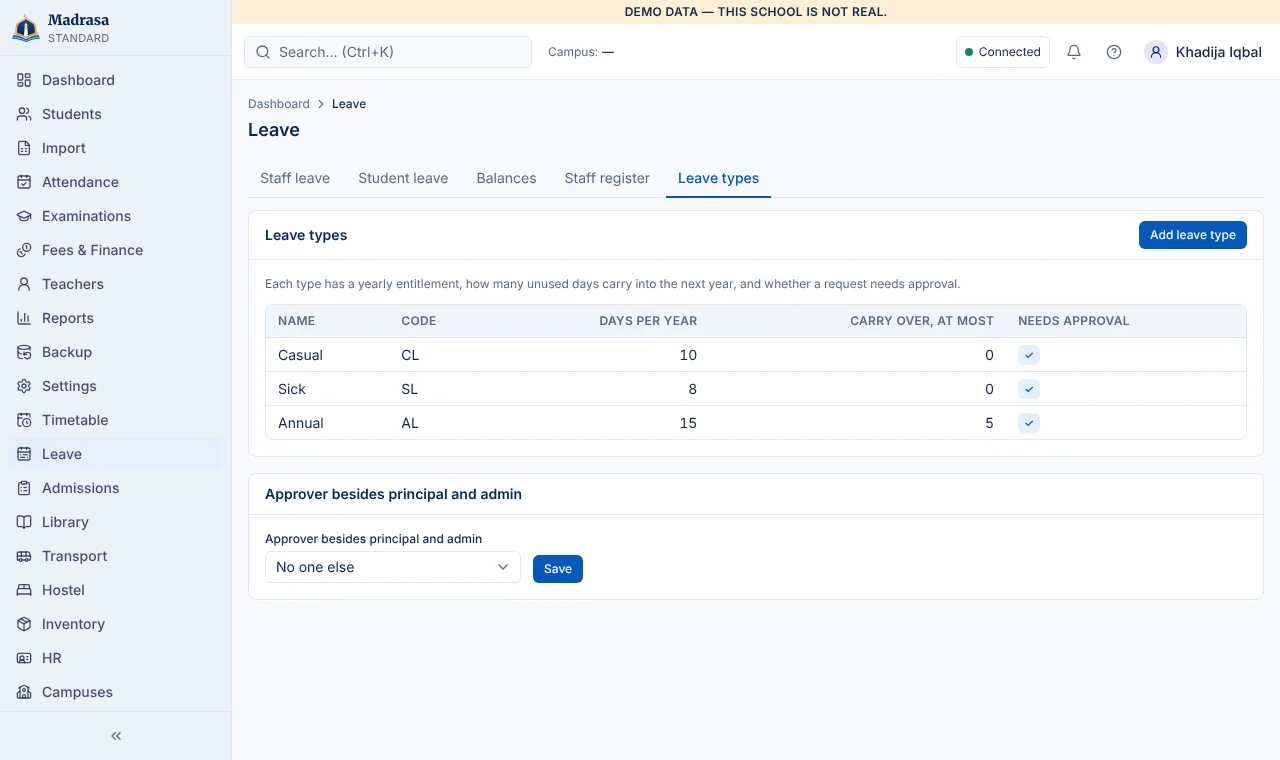 DEMO DATA — THIS SCHOOL IS NOT REAL.
Madrasa
STANDARD
Search... (Ctrl+K)
Campus: —
Connected
Khadija Iqbal
Dashboard
Students
Import
Attendance
Examinations
Fees & Finance
Teachers
Reports
Backup
Settings
Timetable
Leave
Admissions
Library
Transport
Hostel
Inventory
HR
Campuses
Dashboard > Leave
Leave
Staff leave Student leave Balances Staff register Leave types
Leave types
Add leave type
Each type has a yearly entitlement, how many unused days carry into the next year, and whether a request needs approval.
NAME CODE DAYS PER YEAR CARRY OVER, AT MOST NEEDS APPROVAL
Casual CL 10 0
Sick SL 8 0
Annual AL 15 5
Approver besides principal and admin
Approver besides principal and admin
No one else
Save